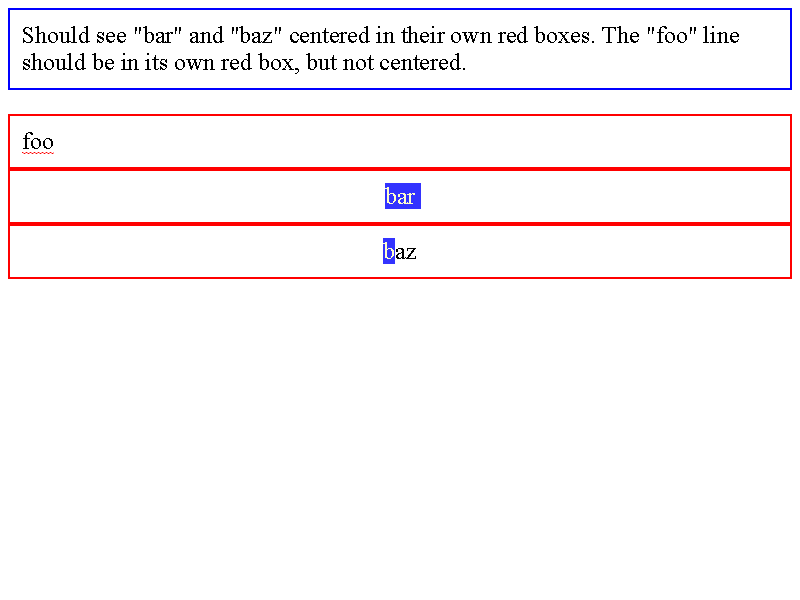 Should see "bar" and "baz" centered in their own red boxes. The "foo" line
should be in its own red box, but not centered.
foo
bar
baz